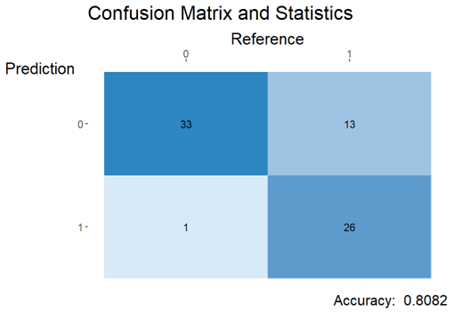 Confusion Matrix and Statistics
Reference
0 1
Prediction
0 33 13
1 1 26
Accuracy: 0.8082